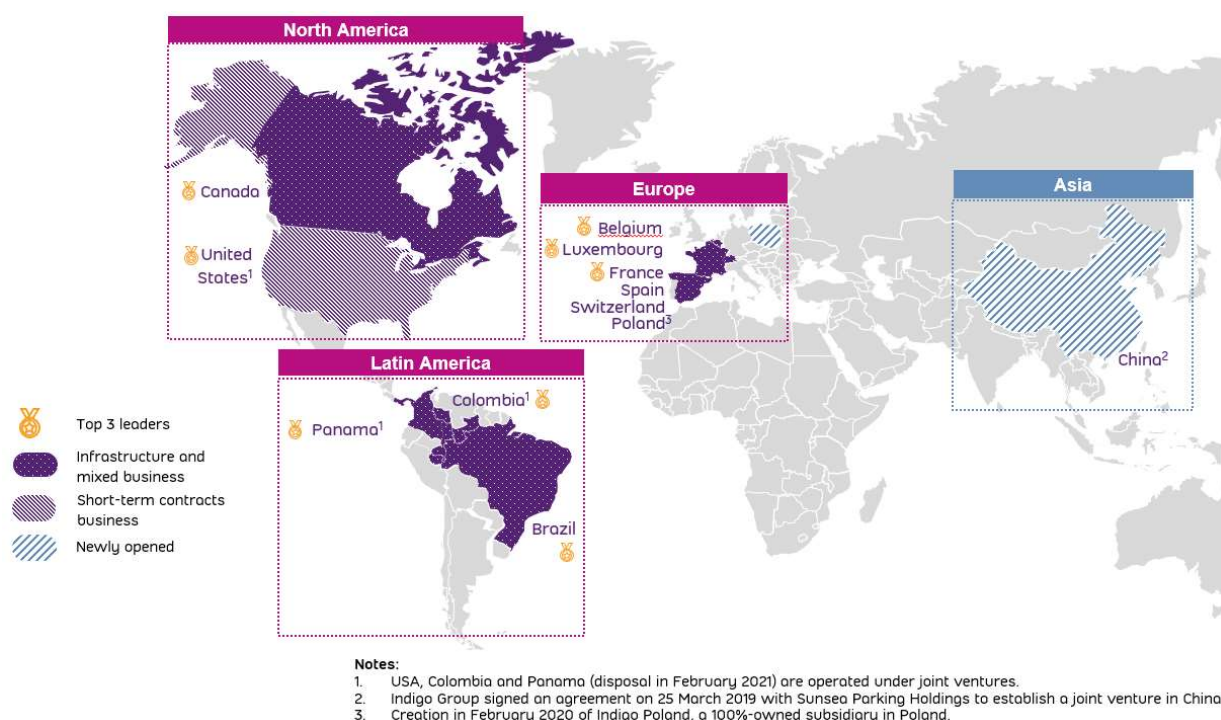 North America
Canada
United
States¹
Europe
Belgium
Luxembourg
France
Spain
Switzerland
Poland³
Asia
China²
Latin America
Colombia¹
Panama¹
Brazil
Top 3 leaders
Infrastructure and
mixed business
Short-term contracts
business
Newly opened
Notes:
1. USA, Colombia and Panama (disposal in February 2021) are operated under joint ventures.
2. Indigo Group signed an agreement on 25 March 2019 with Sunsea Parking Holdings to establish a joint venture in China
3. Creation in February 2020 of Indigo Poland, a 100%-owned subsidiary in Poland.